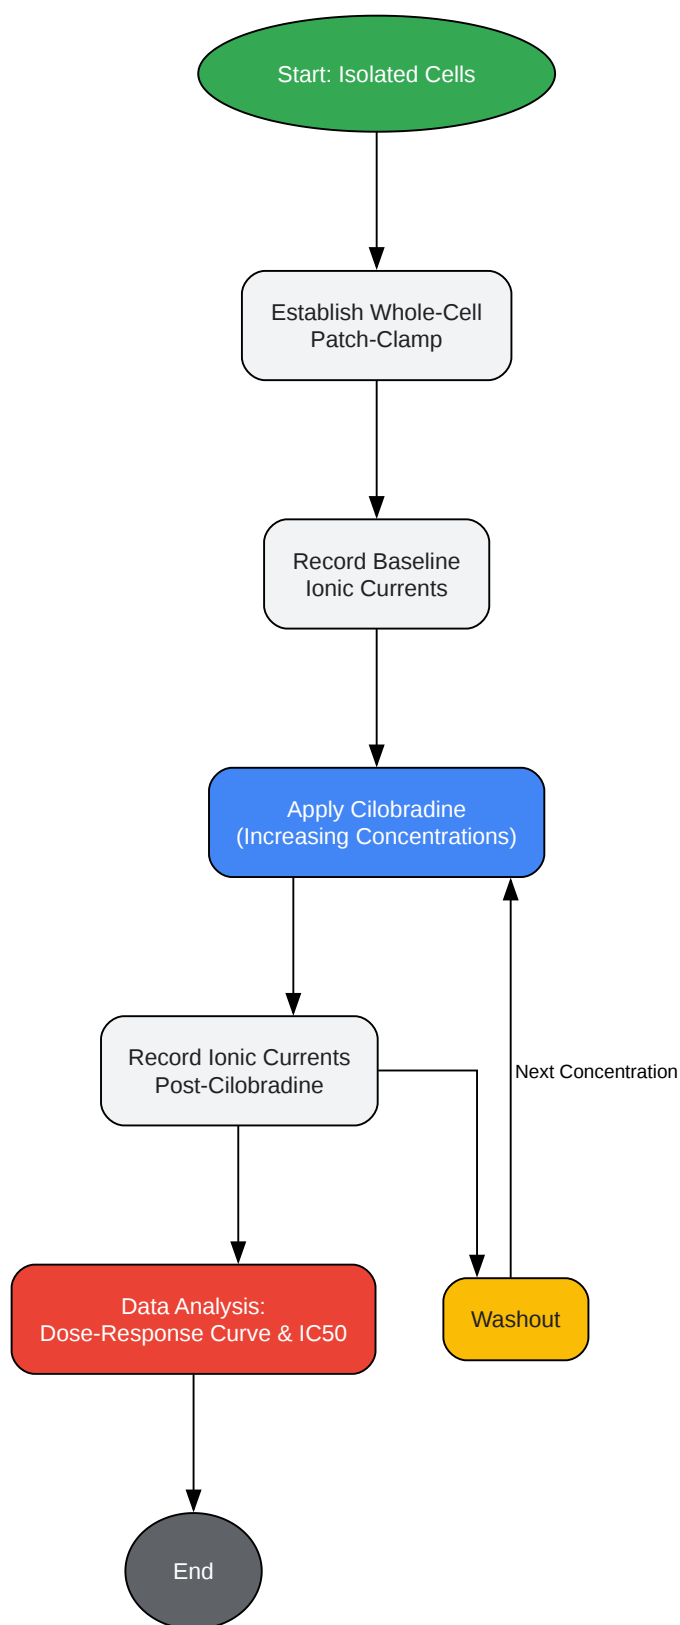 Start: Isolated Cells
Establish Whole-Cell
Patch-Clamp
Record Baseline
Ionic Currents
Apply Cilobradine
(Increasing Concentrations)
Record Ionic Currents
Post-Cilobradine
Next Concentration
Data Analysis:
Dose-Response Curve & IC50
Washout
End